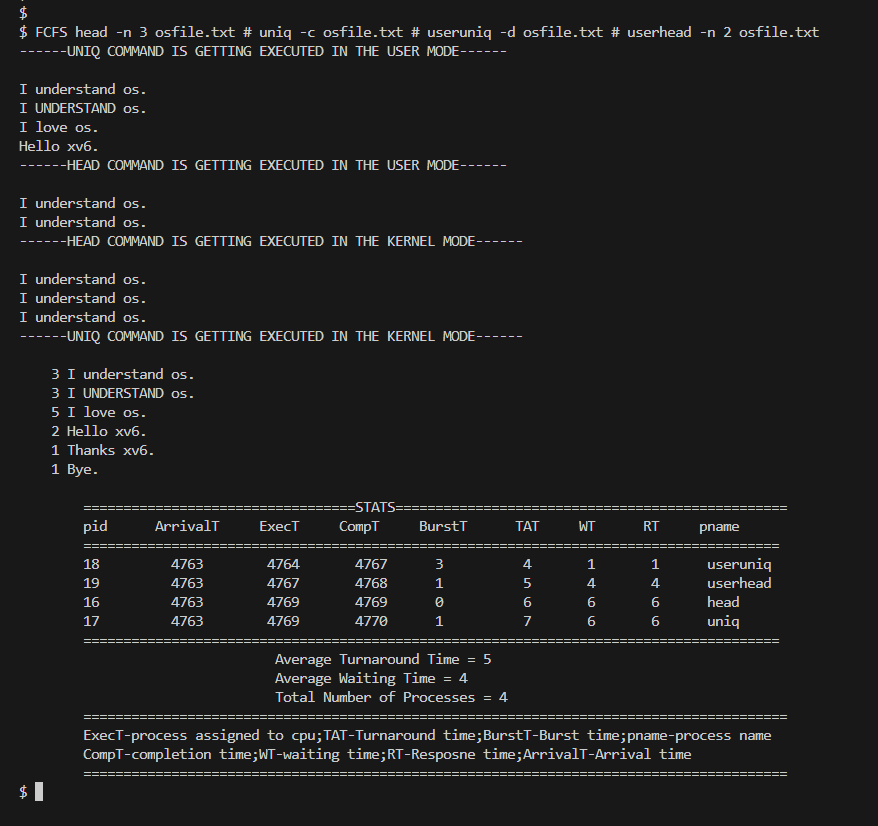 $
$ FCFS head -n 3 osfile.txt # uniq -c osfile.txt # useruniq -d osfile.txt # userhead -n 2 osfile.txt
------UNIQ COMMAND IS GETTING EXECUTED IN THE USER MODE------
I understand os.
I UNDERSTAND os.
I love os.
Hello xv6.
------HEAD COMMAND IS GETTING EXECUTED IN THE USER MODE------
I understand os.
I understand os.
------HEAD COMMAND IS GETTING EXECUTED IN THE KERNEL MODE------
I understand os.
I understand os.
I understand os.
------UNIQ COMMAND IS GETTING EXECUTED IN THE KERNEL MODE------
3 I understand os.
3 I UNDERSTAND os.
5 I love os.
2 Hello xv6.
1 Thanks xv6.
1 Bye.
==================================STATS=================================================
pid ArrivalT ExecT CompT BurstT TAT WT RT pname
=======================================================================================
18 4763 4764 4767 3 4 1 1 useruniq
19 4763 4767 4768 1 5 4 4 userhead
16 4763 4769 4769 0 6 6 6 head
17 4763 4769 4770 1 7 6 6 uniq
=======================================================================================
Average Turnaround Time = 5
Average Waiting Time = 4
Total Number of Processes = 4
========================================================================================
ExecT-process assigned to cpu;TAT-Turnaround time;BurstT-Burst time;pname-process name
CompT-completion time;WT-waiting time;RT-Resposne time;ArrivalT-Arrival time
========================================================================================
$